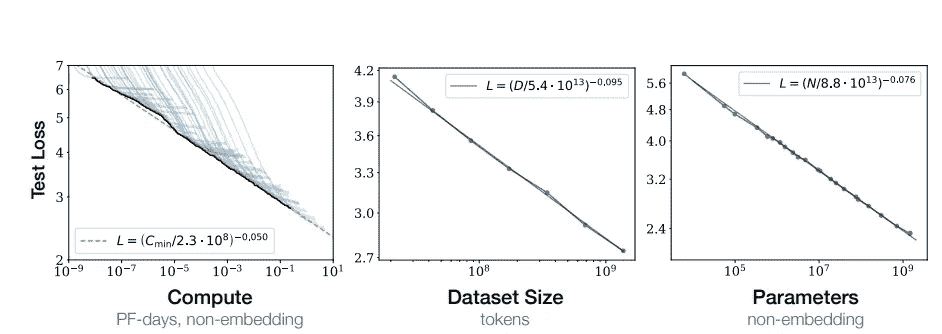 Test Loss
7
6
5
4
3
2
L = (C_min/2.3 · 10^8)^−0.050
10^−9 10^−7 10^−5 10^−3 10^−1 10^1
Compute
PF-days, non-embedding
4.2
3.9
3.6
3.3
3.0
2.7
L = (D/5.4 · 10^13)^−0.095
10^8 10^9
Dataset Size
tokens
5.6
4.8
4.0
3.2
2.4
L = (N/8.8 · 10^13)^−0.076
10^5 10^7 10^9
Parameters
non-embedding